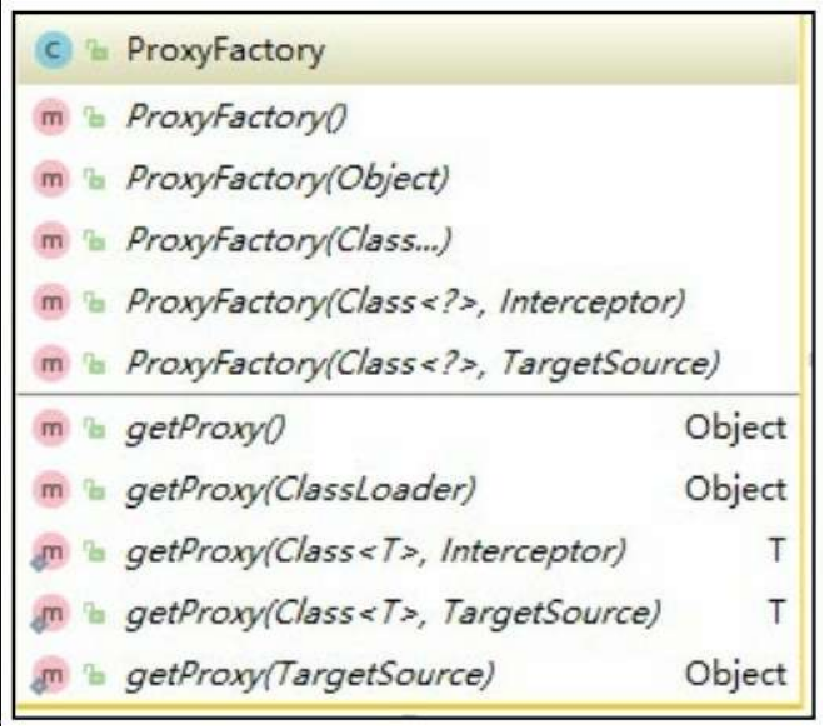 C ProxyFactory
m ProxyFactory()
m ProxyFactory(Object)
m ProxyFactory(Class...)
m ProxyFactory(Class<?>, Interceptor)
m ProxyFactory(Class<?>, TargetSource)
m getProxy() Object
m getProxy(ClassLoader) Object
m getProxy(Class<T>, Interceptor) T
m getProxy(Class<T>, TargetSource) T
m getProxy(TargetSource) Object